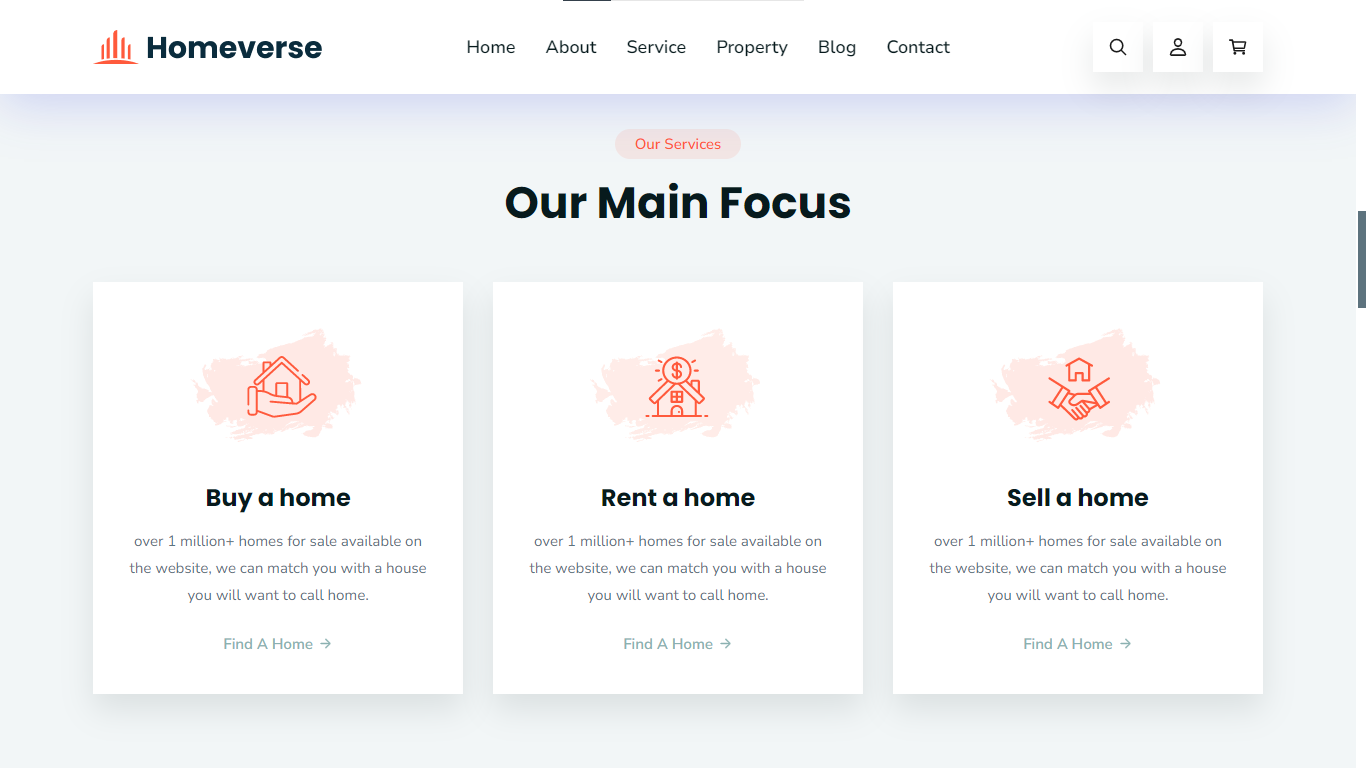 Homeverse
Home About Service Property Blog Contact
Our Services
Our Main Focus
$
$
Buy a home
over 1 million+ homes for sale available on
the website, we can match you with a house
you will want to call home.
Find A Home →
Rent a home
over 1 million+ homes for sale available on
the website, we can match you with a house
you will want to call home.
Find A Home →
Sell a home
over 1 million+ homes for sale available on
the website, we can match you with a house
you will want to call home.
Find A Home →